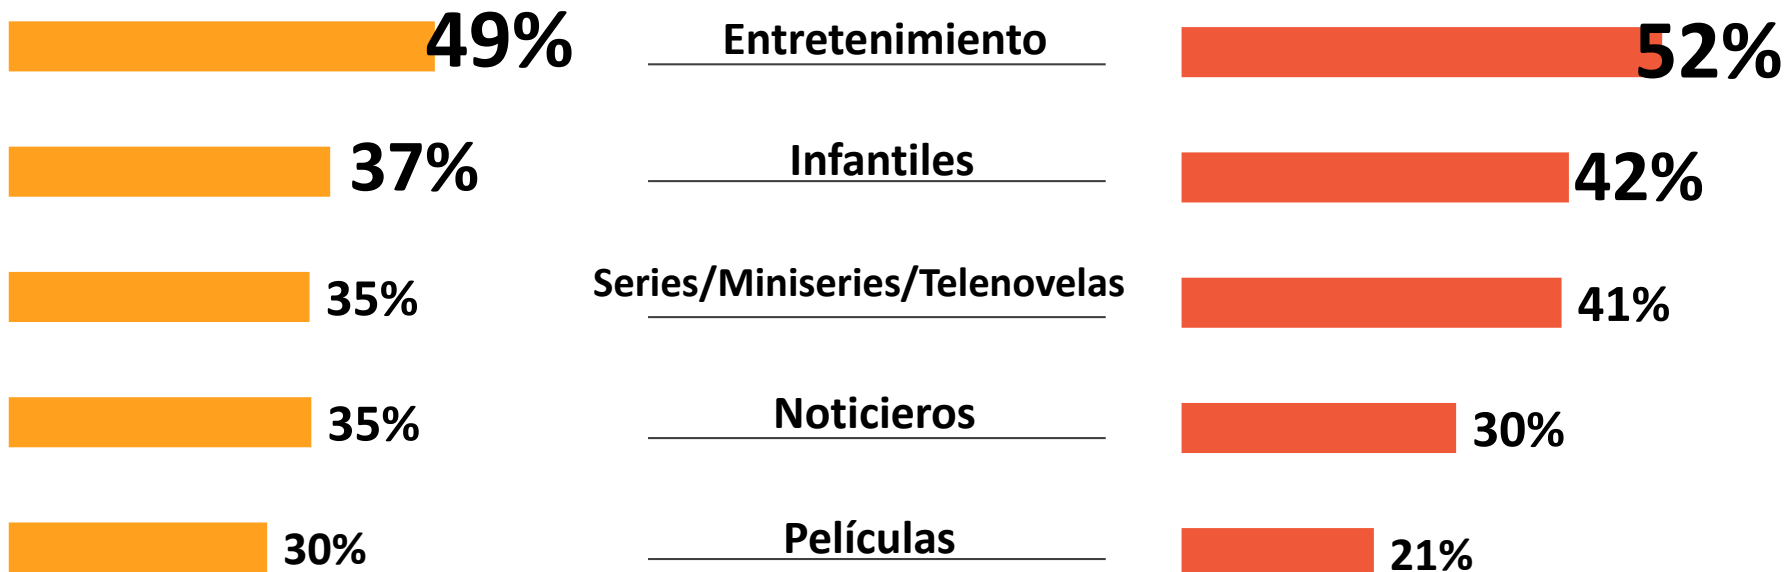 49% Entretenimiento 52%
37% Infantiles 42%
35% Series/Miniseries/Telenovelas 41%
35% Noticieros 30%
30% Películas 21%